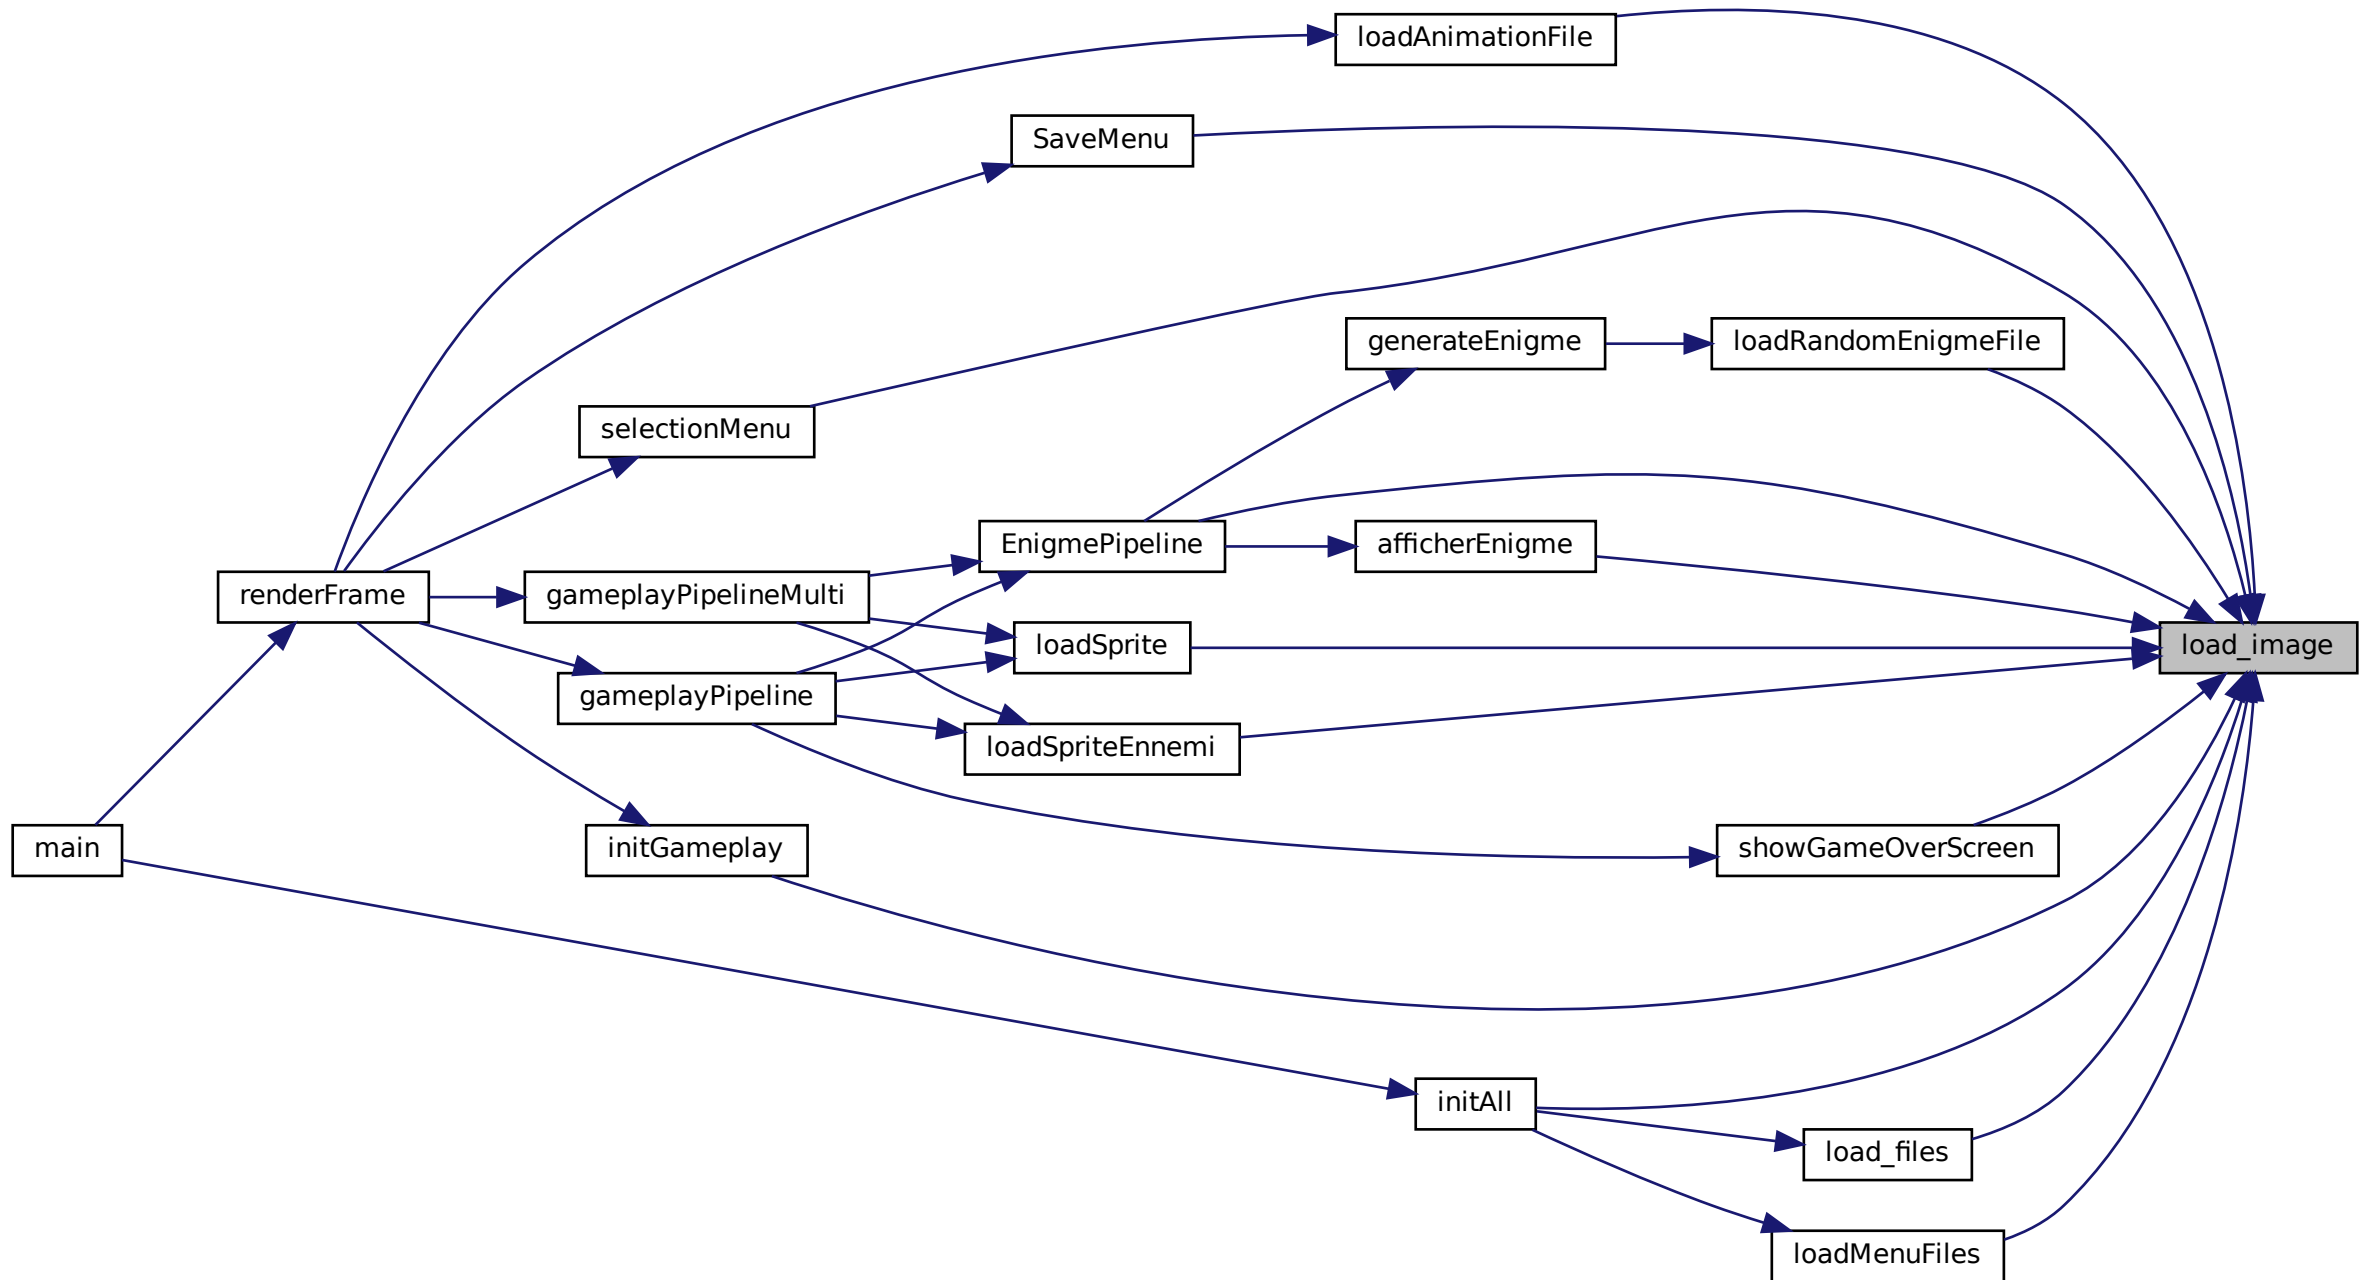 loadAnimationFile
SaveMenu
generateEnigme
loadRandomEnigmeFile
selectionMenu
EnigmePipeline
afficherEnigme
renderFrame
gameplayPipelineMulti
loadSprite
load_image
gameplayPipeline
loadSpriteEnnemi
main
initGameplay
showGameOverScreen
initAll
load_files
loadMenuFiles